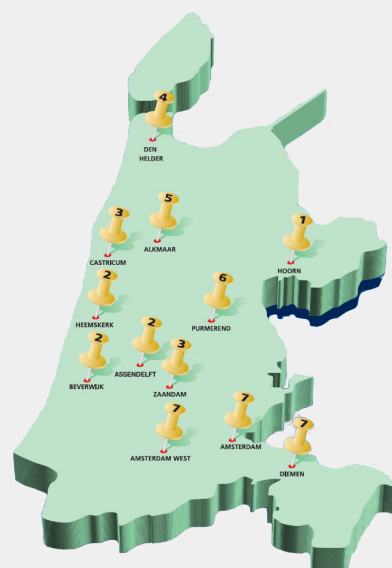 4
DEN
HELDER
5
ALKMAAR
3
CASTRICUM
1
HOORN
2
HEEMSKERK
6
PURMEREND
2
ASSENDELFT
2
BEVERWIJK
3
ZAANDAM
7
AMSTERDAM WEST
7
AMSTERDAM
7
DIEMEN